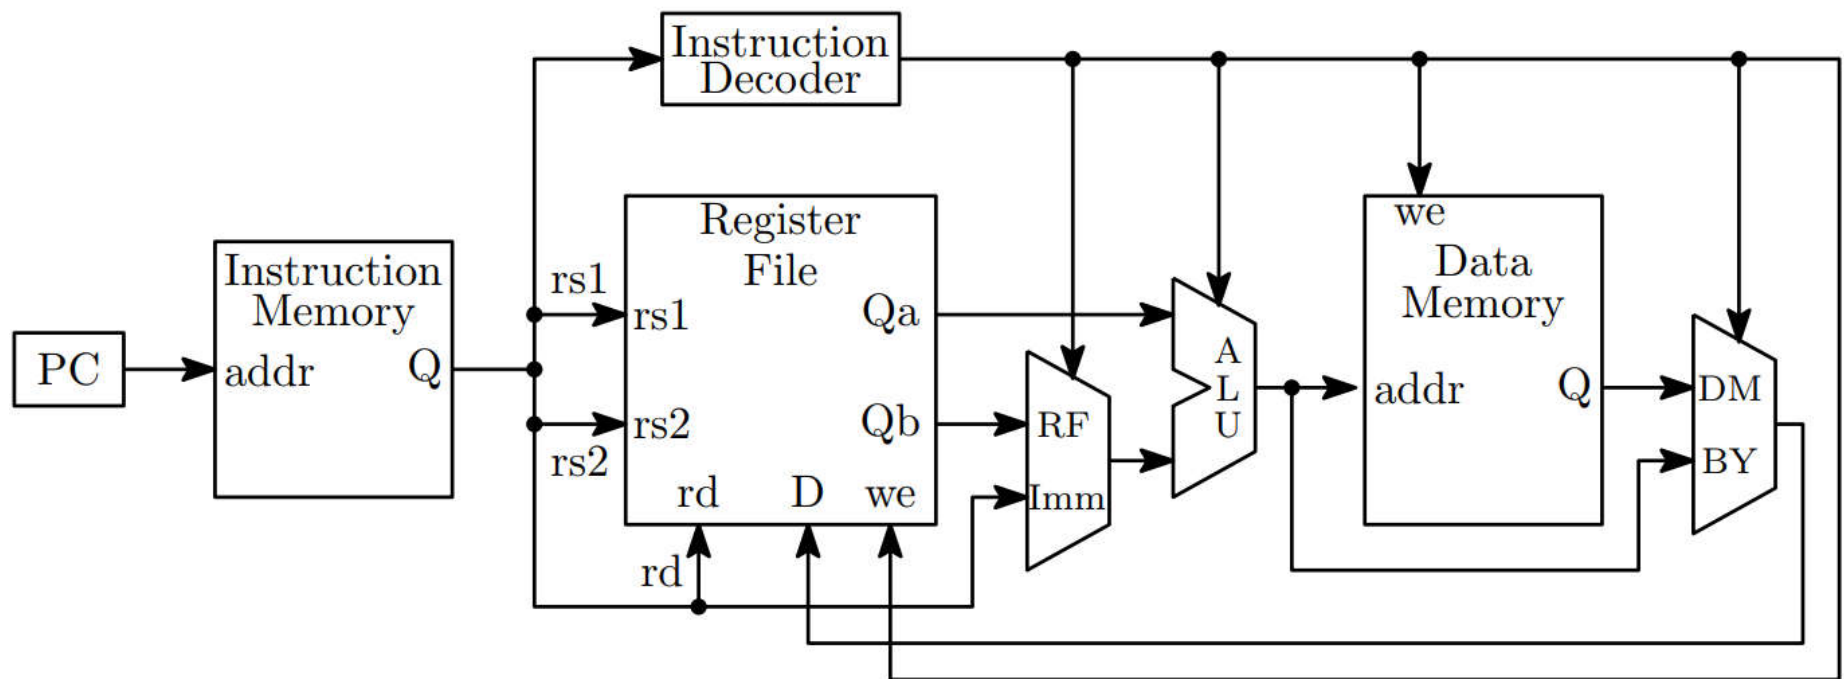 Instruction
Decoder
Register
File
we
Instruction
Memory
Data
Memory
rs1
rs1
Qa
A
L
U
PC
addr
Q
addr
Q
DM
rs2
rs2
Qb
RF
BY
rd
D
we
Imm
rd